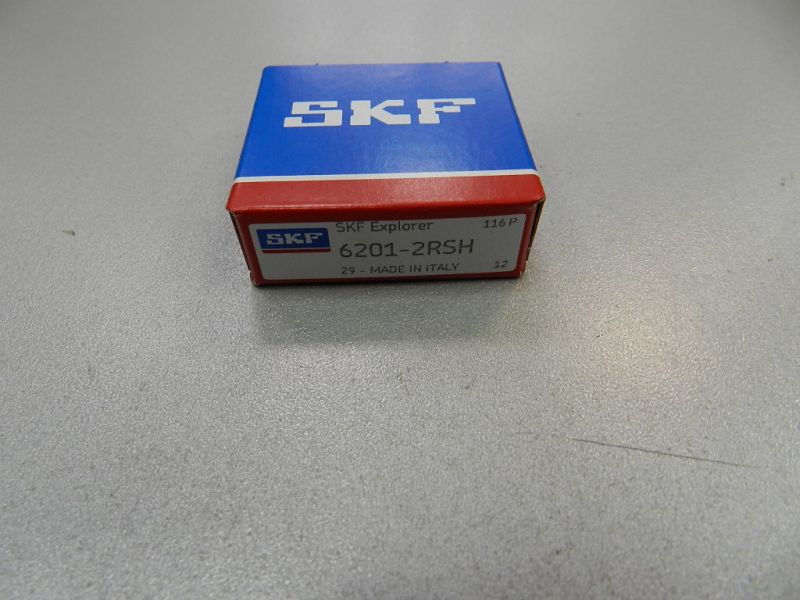 SKF
SKF Explorer 116 P
SKF 6201-2RSH
29 - MADE IN ITALY 12